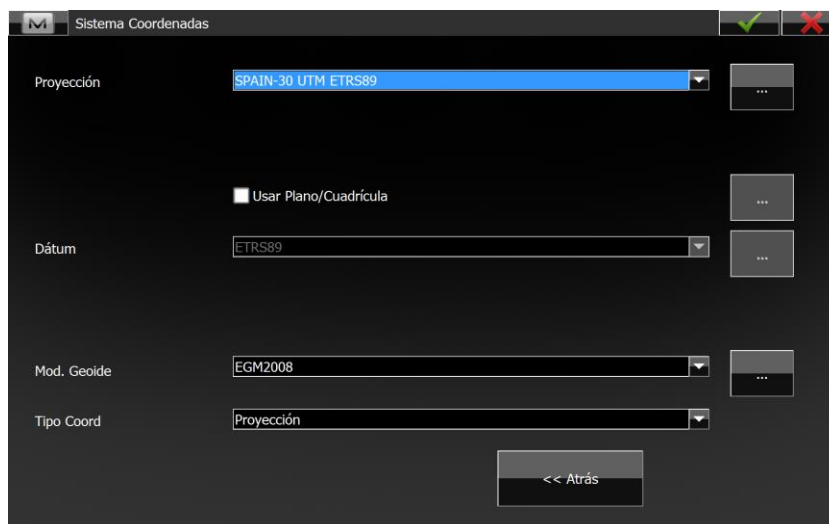 Sistema Coordenadas
Proyección
SPAIN-30 UTM ETRS89
...
Usar Plano/Cuadrícula
...
Dátum
ETRS89
...
Mod. Geoide
EGM2008
...
Tipo Coord
Proyección
<< Atrás